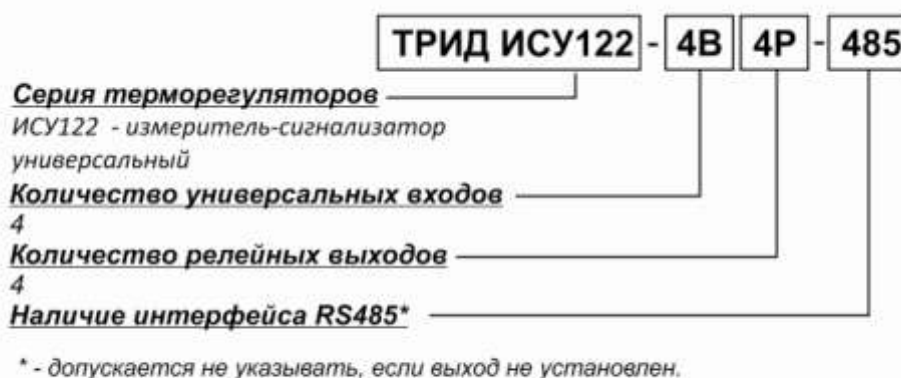 ТРИД ИСУ122 - 4В 4Р - 485
Серия терморегуляторов
ИСУ122 - измеритель-сигнализатор
универсальный
Количество универсальных входов
4
Количество релейных выходов
4
Наличие интерфейса RS485*
* - допускается не указывать, если выход не установлен.